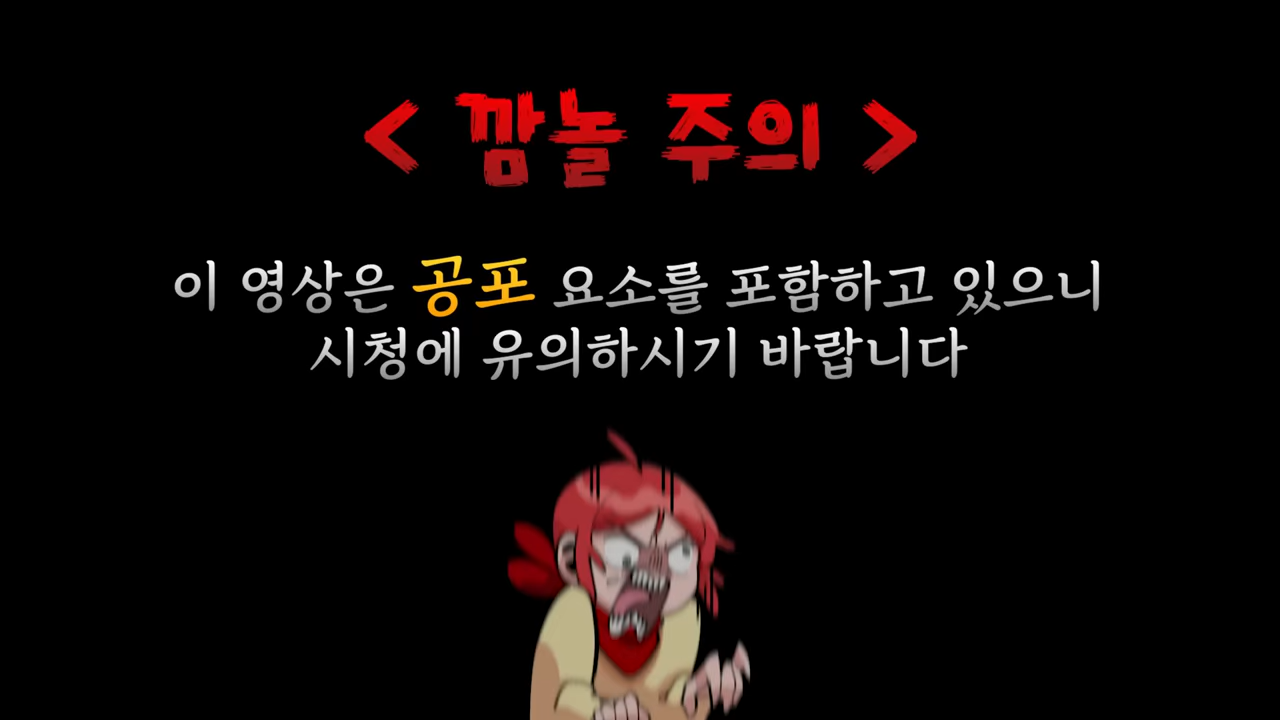 < 깜놀 주의 >
이 영상은 공포 요소를 포함하고 있으니
시청에 유의하시기 바랍니다